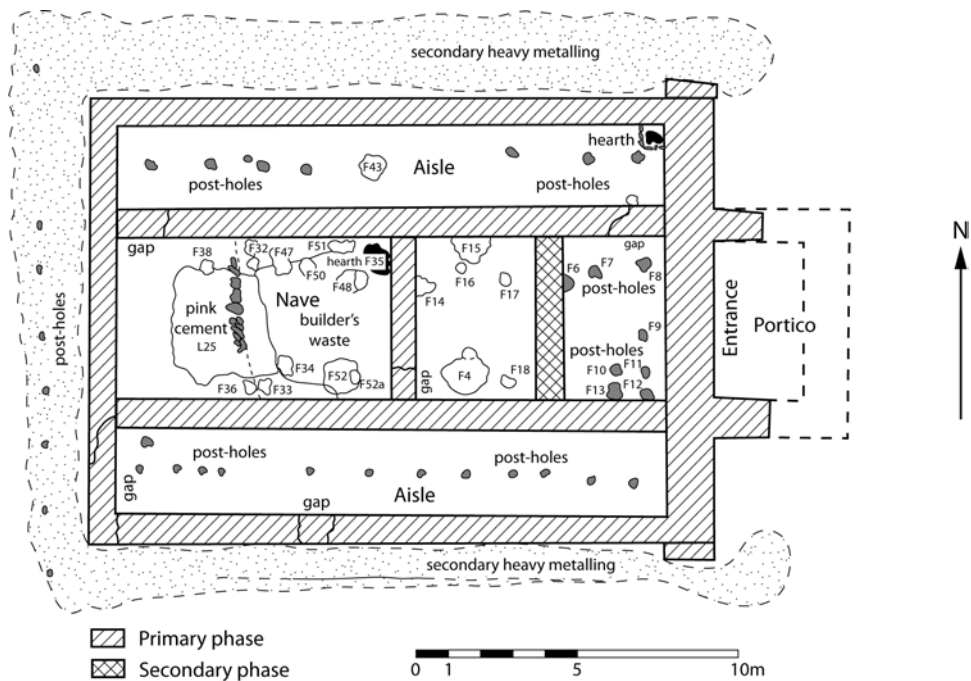 secondary heavy metalling
hearth
F43
Aisle
post-holes
post-holes
N
gap
F38
F32
F47
F51
hearth F35
F50
F48
Nave
builder's
waste
pink
cement
L25
F34
F36
F33
F52
F52a
F15
F16
F14
F17
gap
F4
F18
gap
F6
F7
F8
post-holes
F9
post-holes
F10
F11
F13
F12
Entrance
Portico
post-holes
post-holes
post-holes
gap
gap
Aisle
secondary heavy metalling
Primary phase
Secondary phase
0 1 5 10m